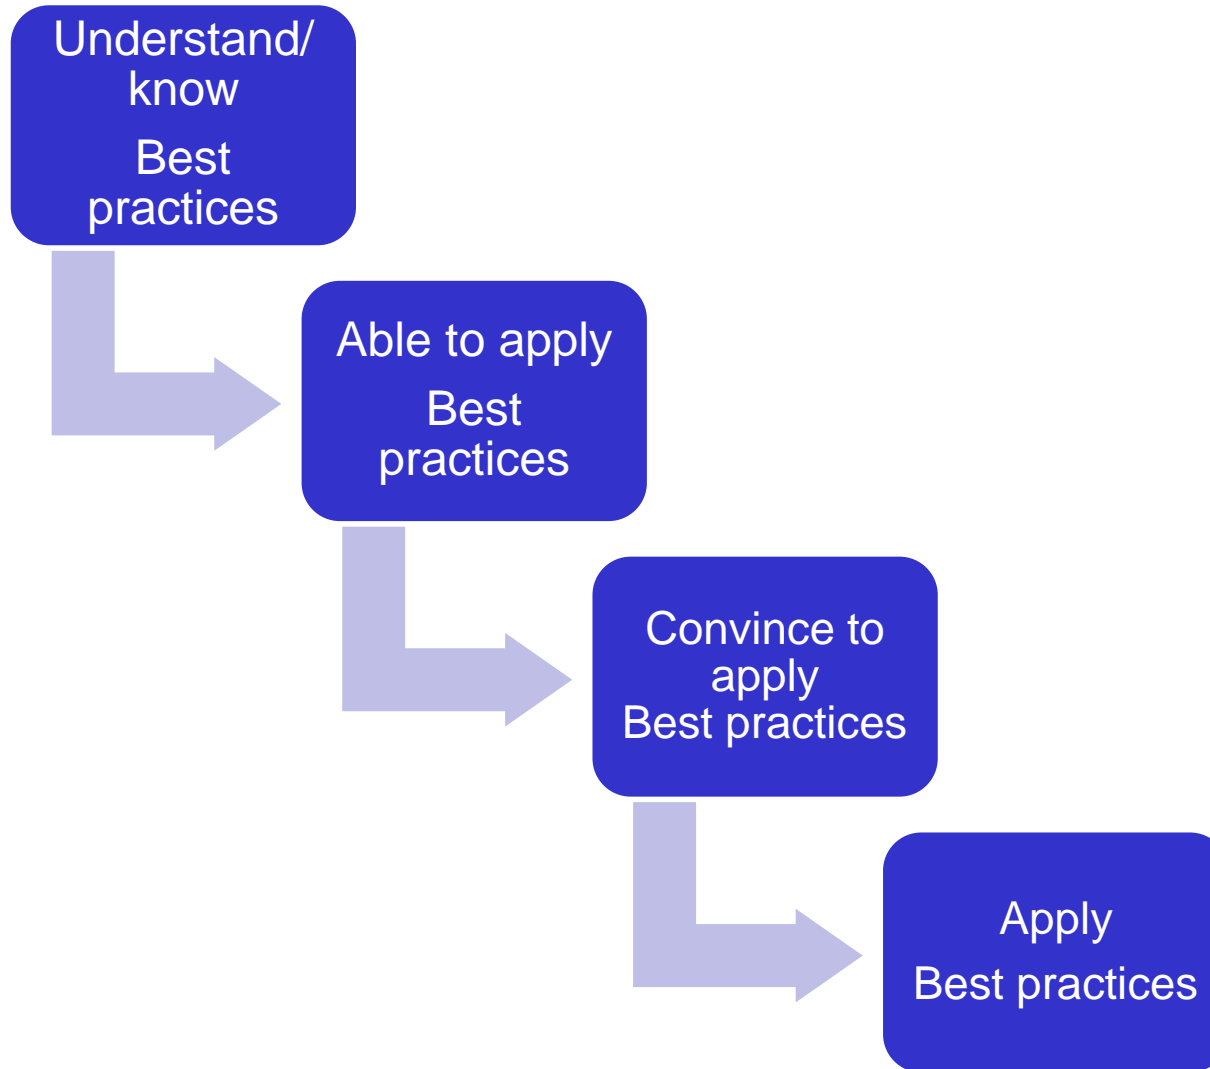 Understand/
know
Best
practices
Able to apply
Best
practices
Convince to
apply
Best practices
Apply
Best practices